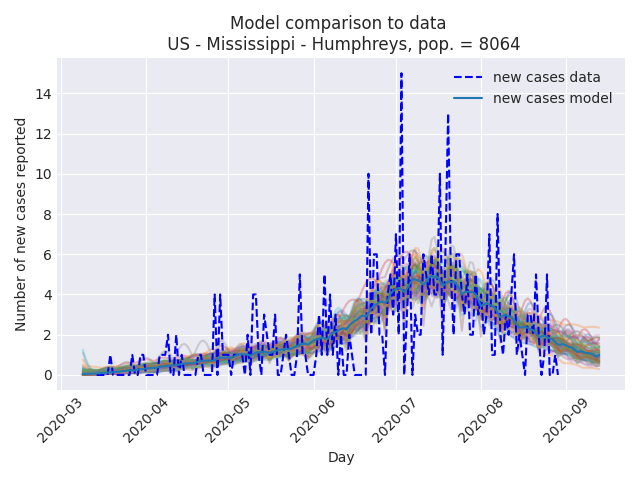 Model comparison to data
US - Mississippi - Humphreys, pop. = 8064
new cases data
new cases model
Number of new cases reported
14
12
10
8
6
4
2
0
2020-03
2020-04
2020-05
2020-06
2020-07
2020-08
2020-09
Day